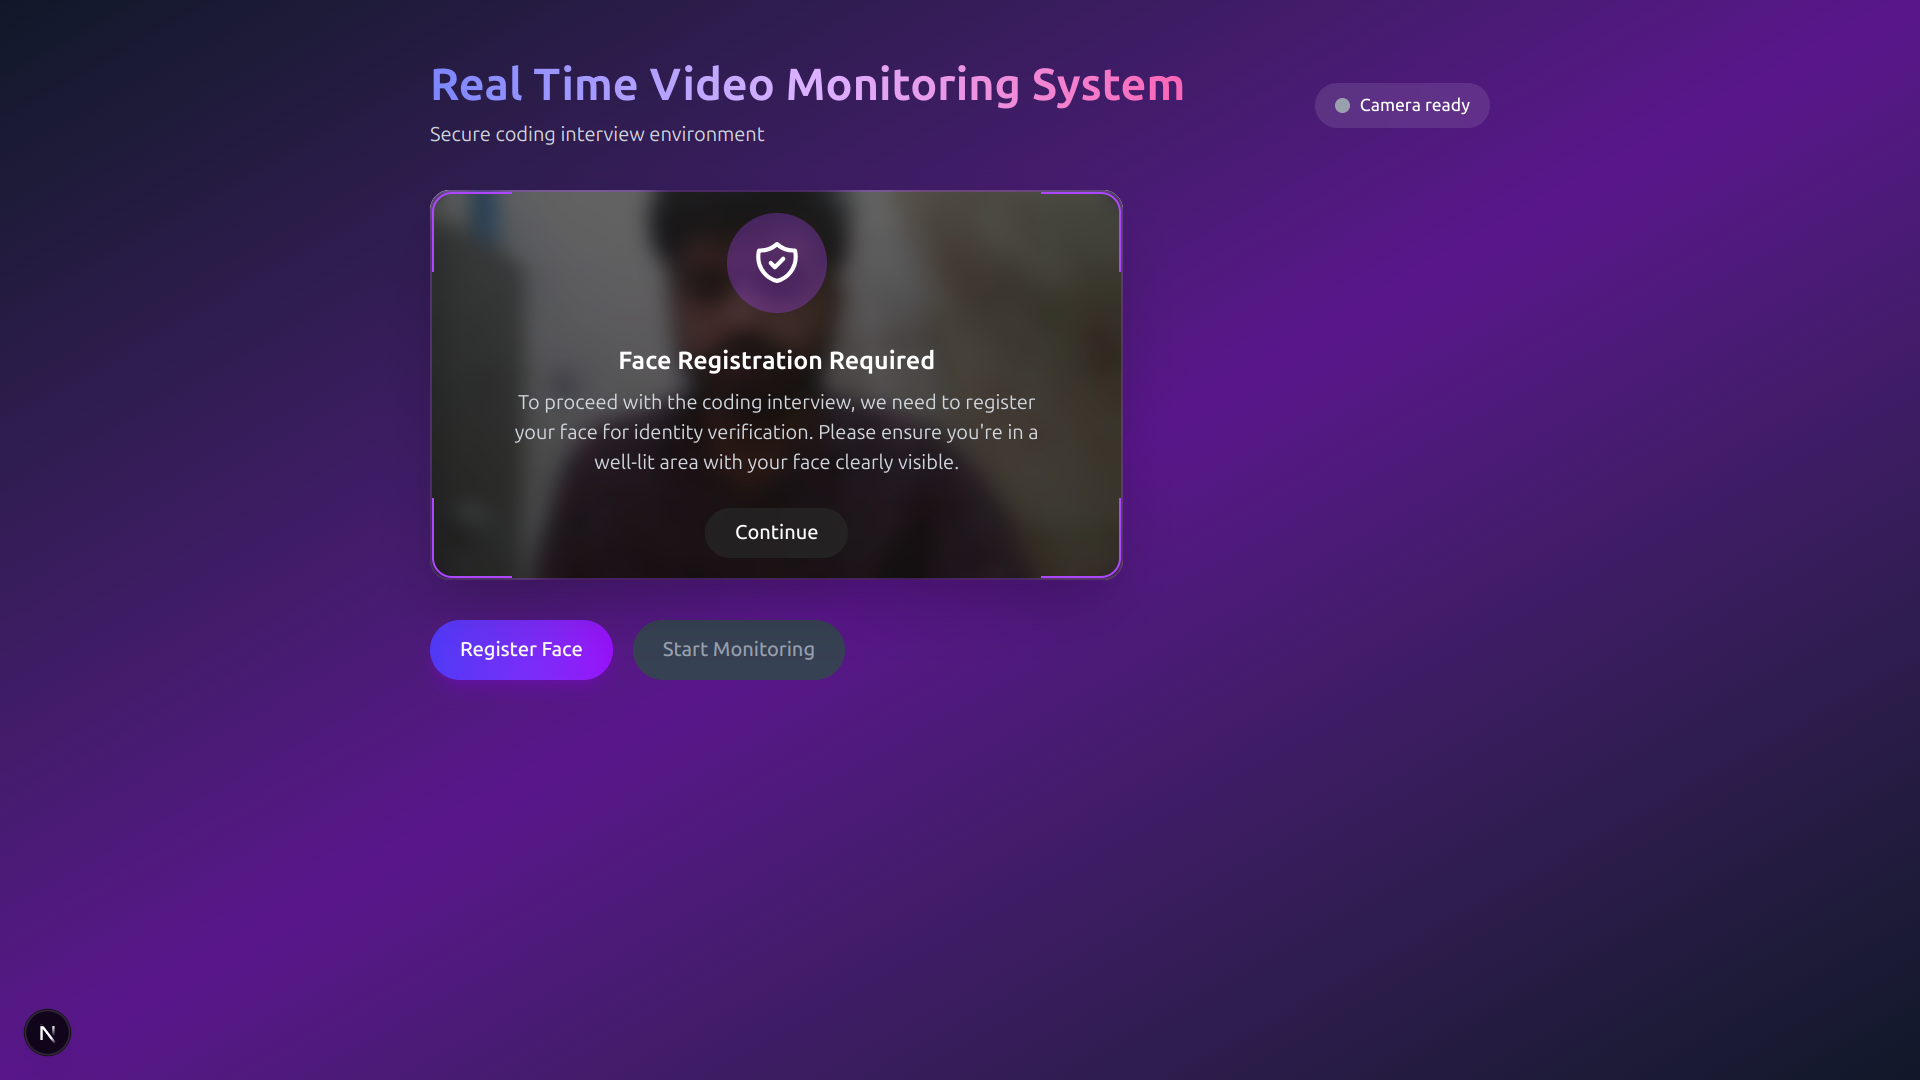 Real Time Video Monitoring System
Secure coding interview environment
Camera ready
Face Registration Required
To proceed with the coding interview, we need to register
your face for identity verification. Please ensure you're in a
well-lit area with your face clearly visible.
Continue
Register Face
Start Monitoring
N